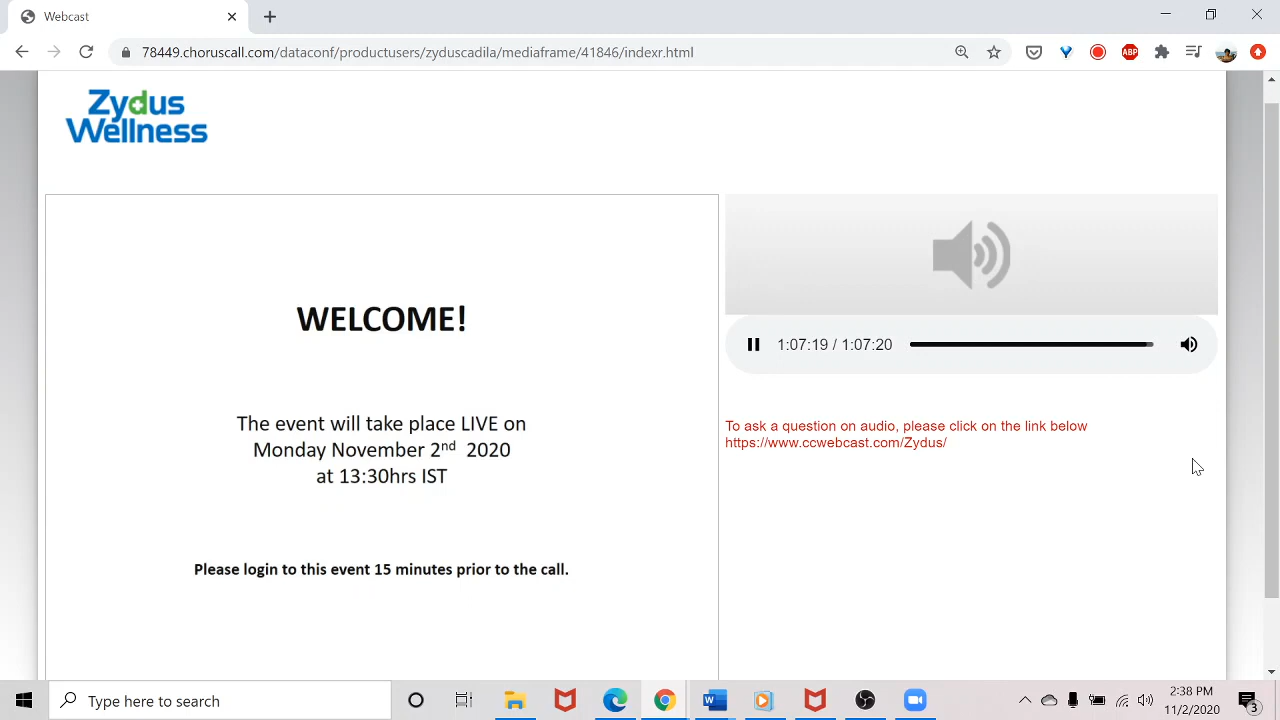 Webcast
78449.choruscall.com/dataconf/productusers/zyduscadila/mediaframe/41846/indexr.html
ABP
Zydus
Wellness
WELCOME!
The event will take place LIVE on
Monday November 2nd 2020
at 13:30hrs IST
Please login to this event 15 minutes prior to the call.
1:07:19 / 1:07:20
To ask a question on audio, please click on the link below
https://www.ccwebcast.com/Zydus/
Type here to search
2:38 PM
11/2/2020
3